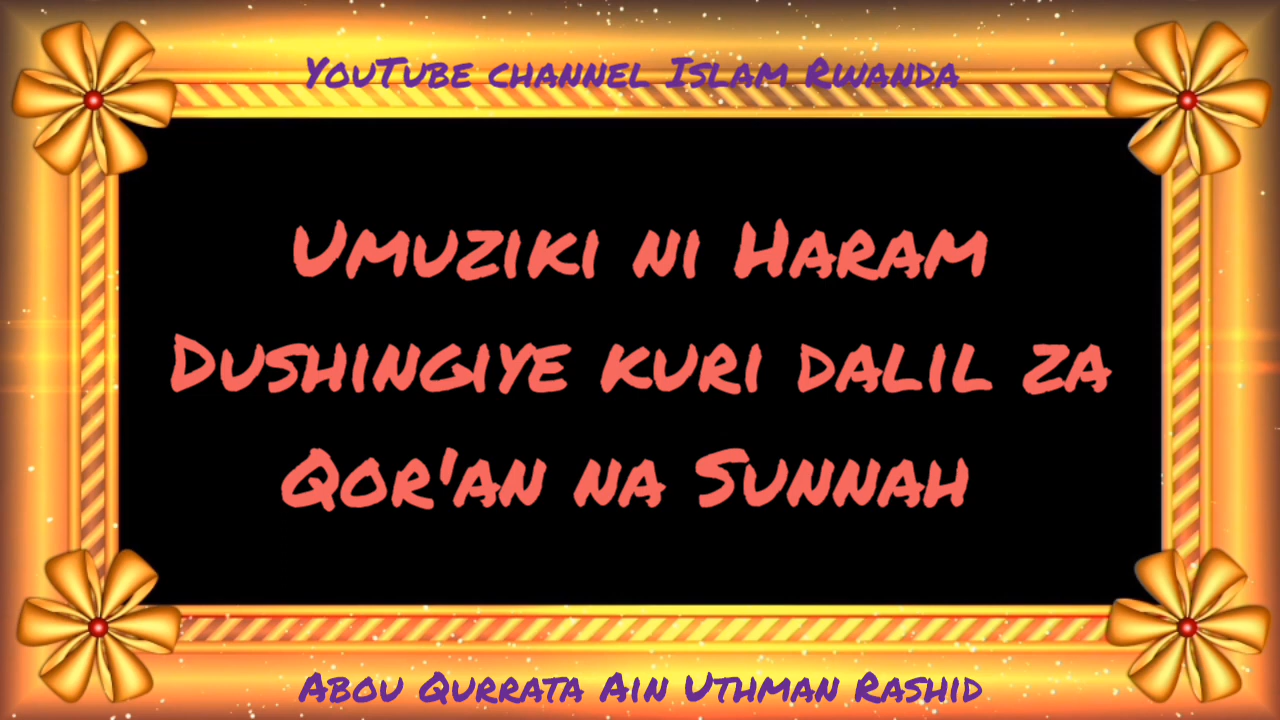 YouTube channel Islam Rwanda
Umuziki ni Haram
Dushingiye kuri dalil za
Qor'an na Sunnah
Abou Qurrata Ain Uthman Rashid